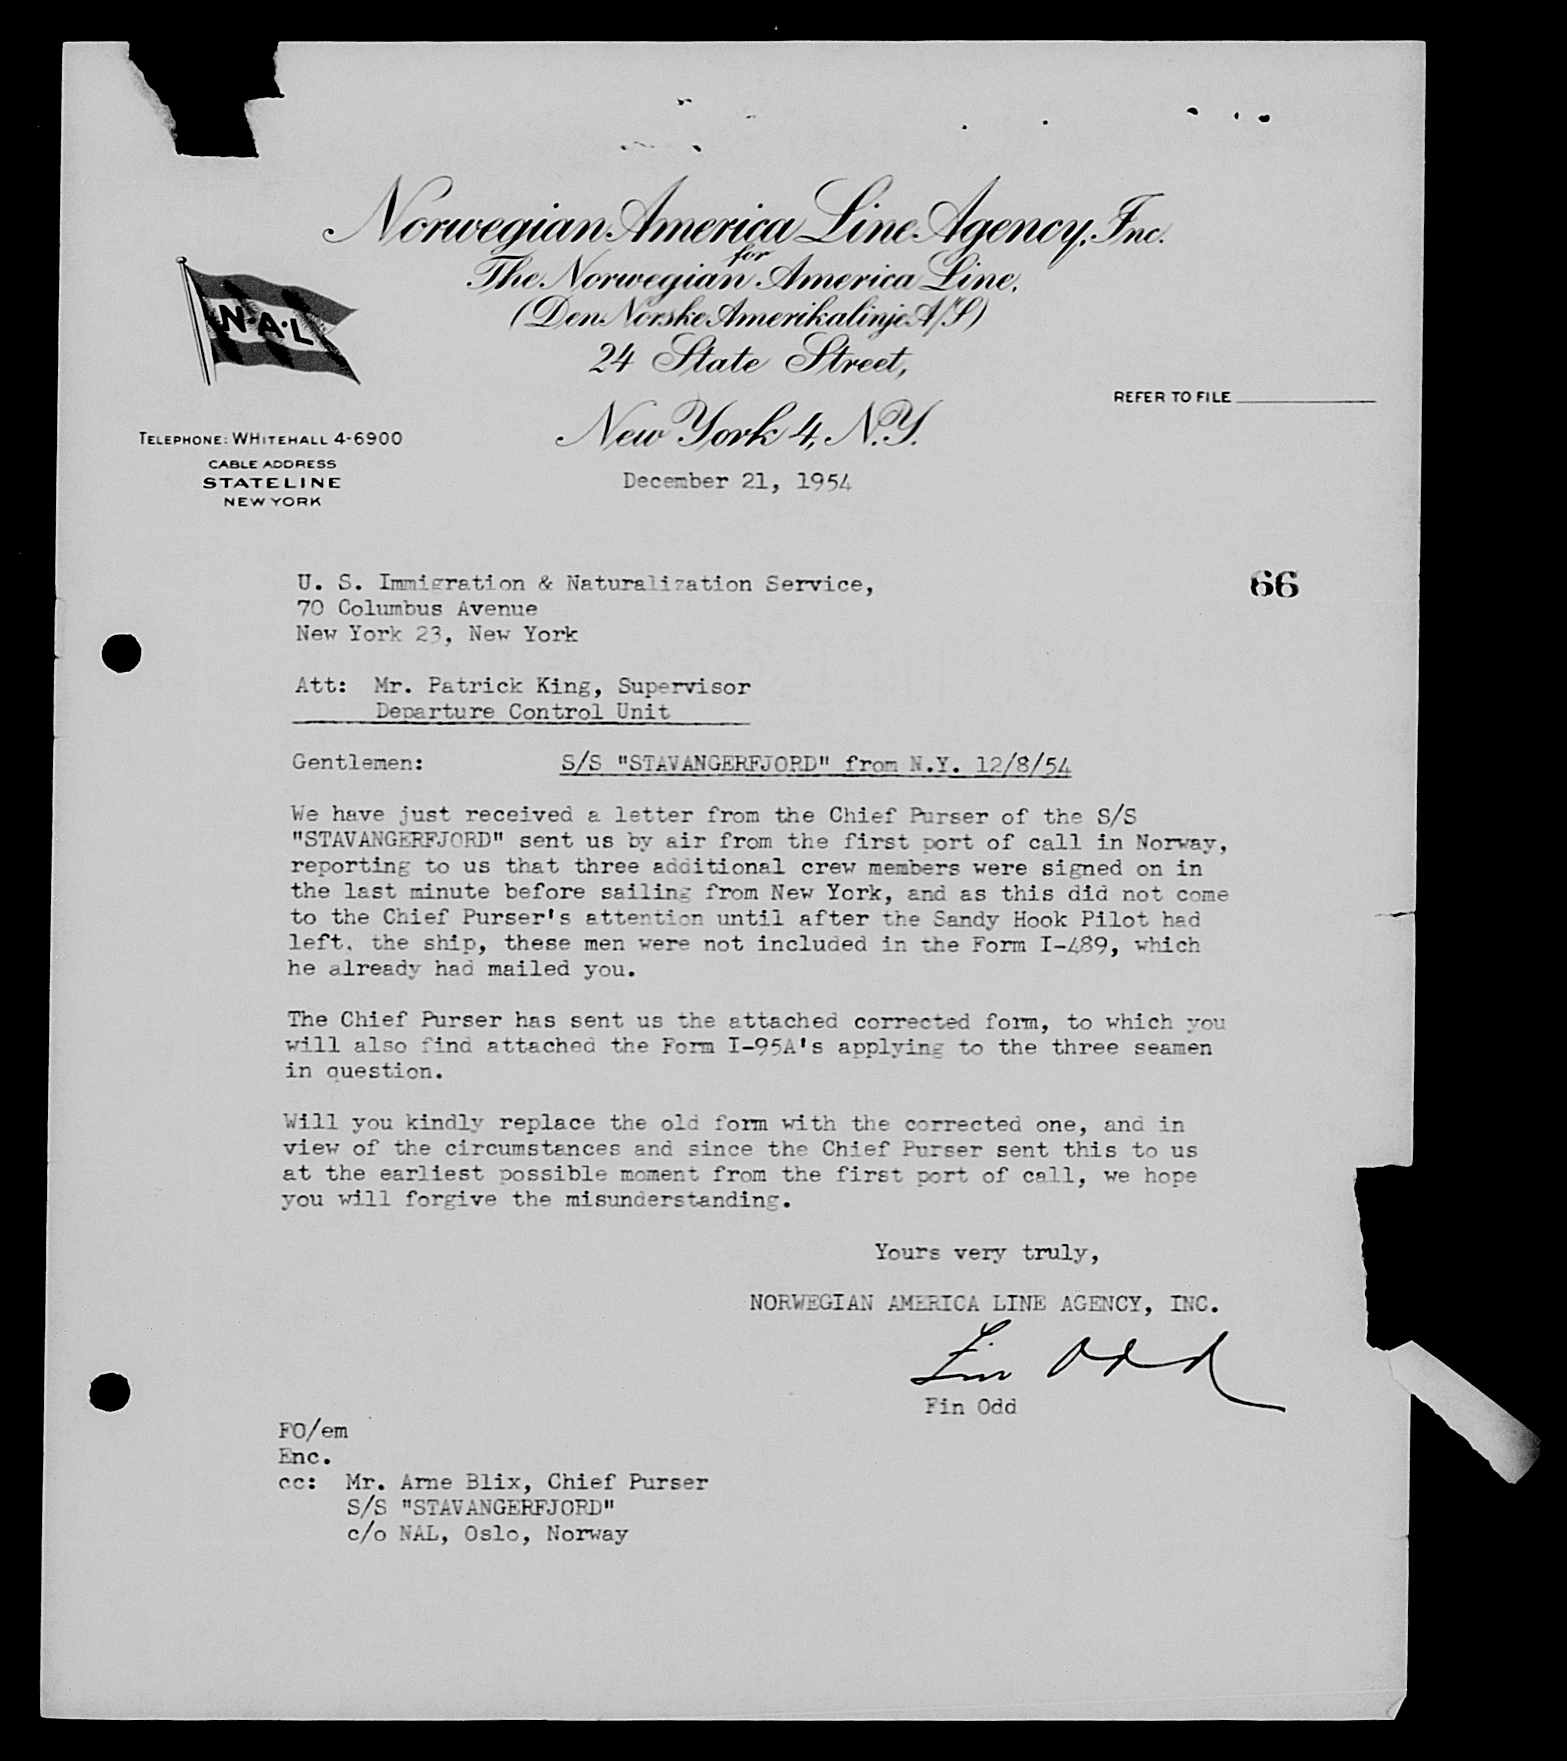 Norwegian America Line Agency, Inc.
for
The Norwegian America Line.
(Den Norske Amerikalinje A/S)
24 State Street,
New York 4, N.Y.
N·A·L
REFER TO FILE
TELEPHONE: WHITEHALL 4-6900
CABLE ADDRESS
STATELINE
NEW YORK
December 21, 1954
U. S. Immigration & Naturalization Service,
70 Columbus Avenue
New York 23, New York
66
Att: Mr. Patrick King, Supervisor
Departure Control Unit
Gentlemen: S/S "STAVANGERFJORD" from N.Y. 12/8/54
We have just received a letter from the Chief Purser of the S/S
"STAVANGERFJORD" sent us by air from the first port of call in Norway,
reporting to us that three additional crew members were signed on in
the last minute before sailing from New York, and as this did not come
to the Chief Purser's attention until after the Sandy Hook Pilot had
left. the ship, these men were not included in the Form I-489, which
he already had mailed you.
The Chief Purser has sent us the attached corrected form, to which you
will also find attached the Form I-95A's applying to the three seamen
in question.
Will you kindly replace the old form with the corrected one, and in
view of the circumstances and since the Chief Purser sent this to us
at the earliest possible moment from the first port of call, we hope
you will forgive the misunderstanding.
Yours very truly,
NORWEGIAN AMERICA LINE AGENCY, INC.
Fin Odd
Fin Odd
FO/em
Enc.
cc: Mr. Arne Blix, Chief Purser
S/S "STAVANGERFJORD"
c/o NAL, Oslo, Norway